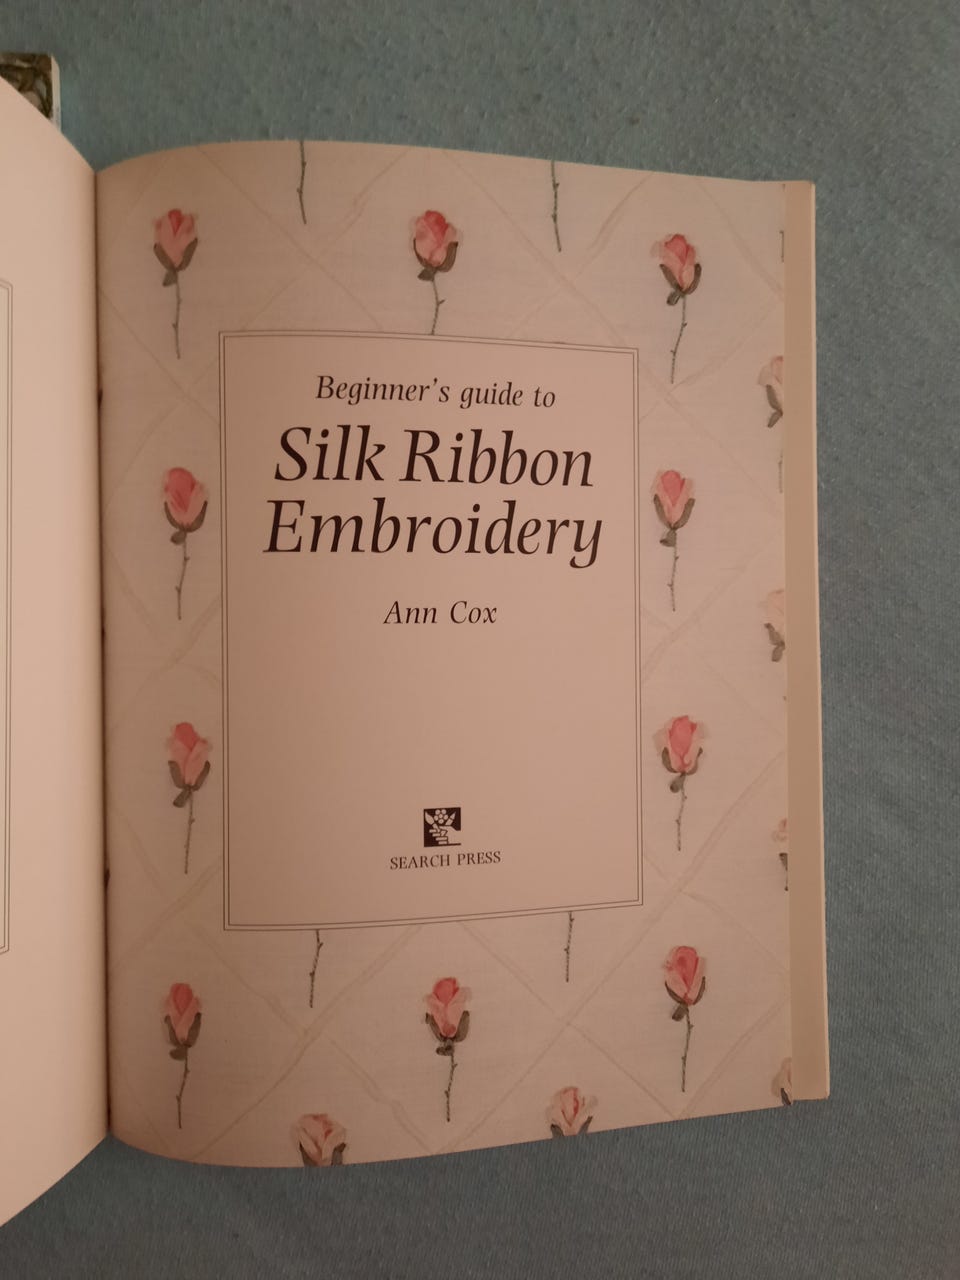 Beginner's guide to
Silk Ribbon
Embroidery
Ann Cox
SEARCH PRESS